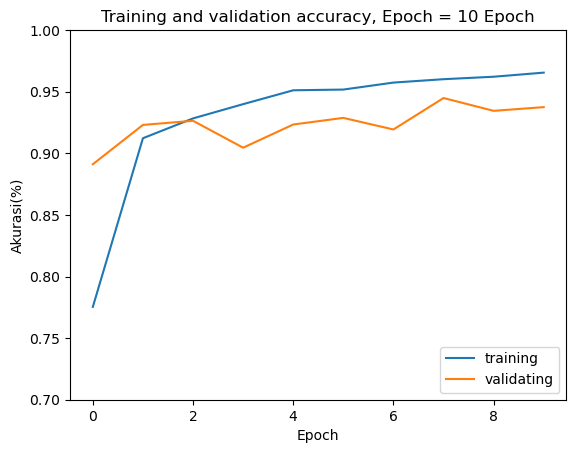 Training and validation accuracy, Epoch = 10 Epoch
1.00
0.95
0.90
0.85
0.80
0.75
0.70
Akurasi(%)
training
validating
0 2 4 6 8
Epoch